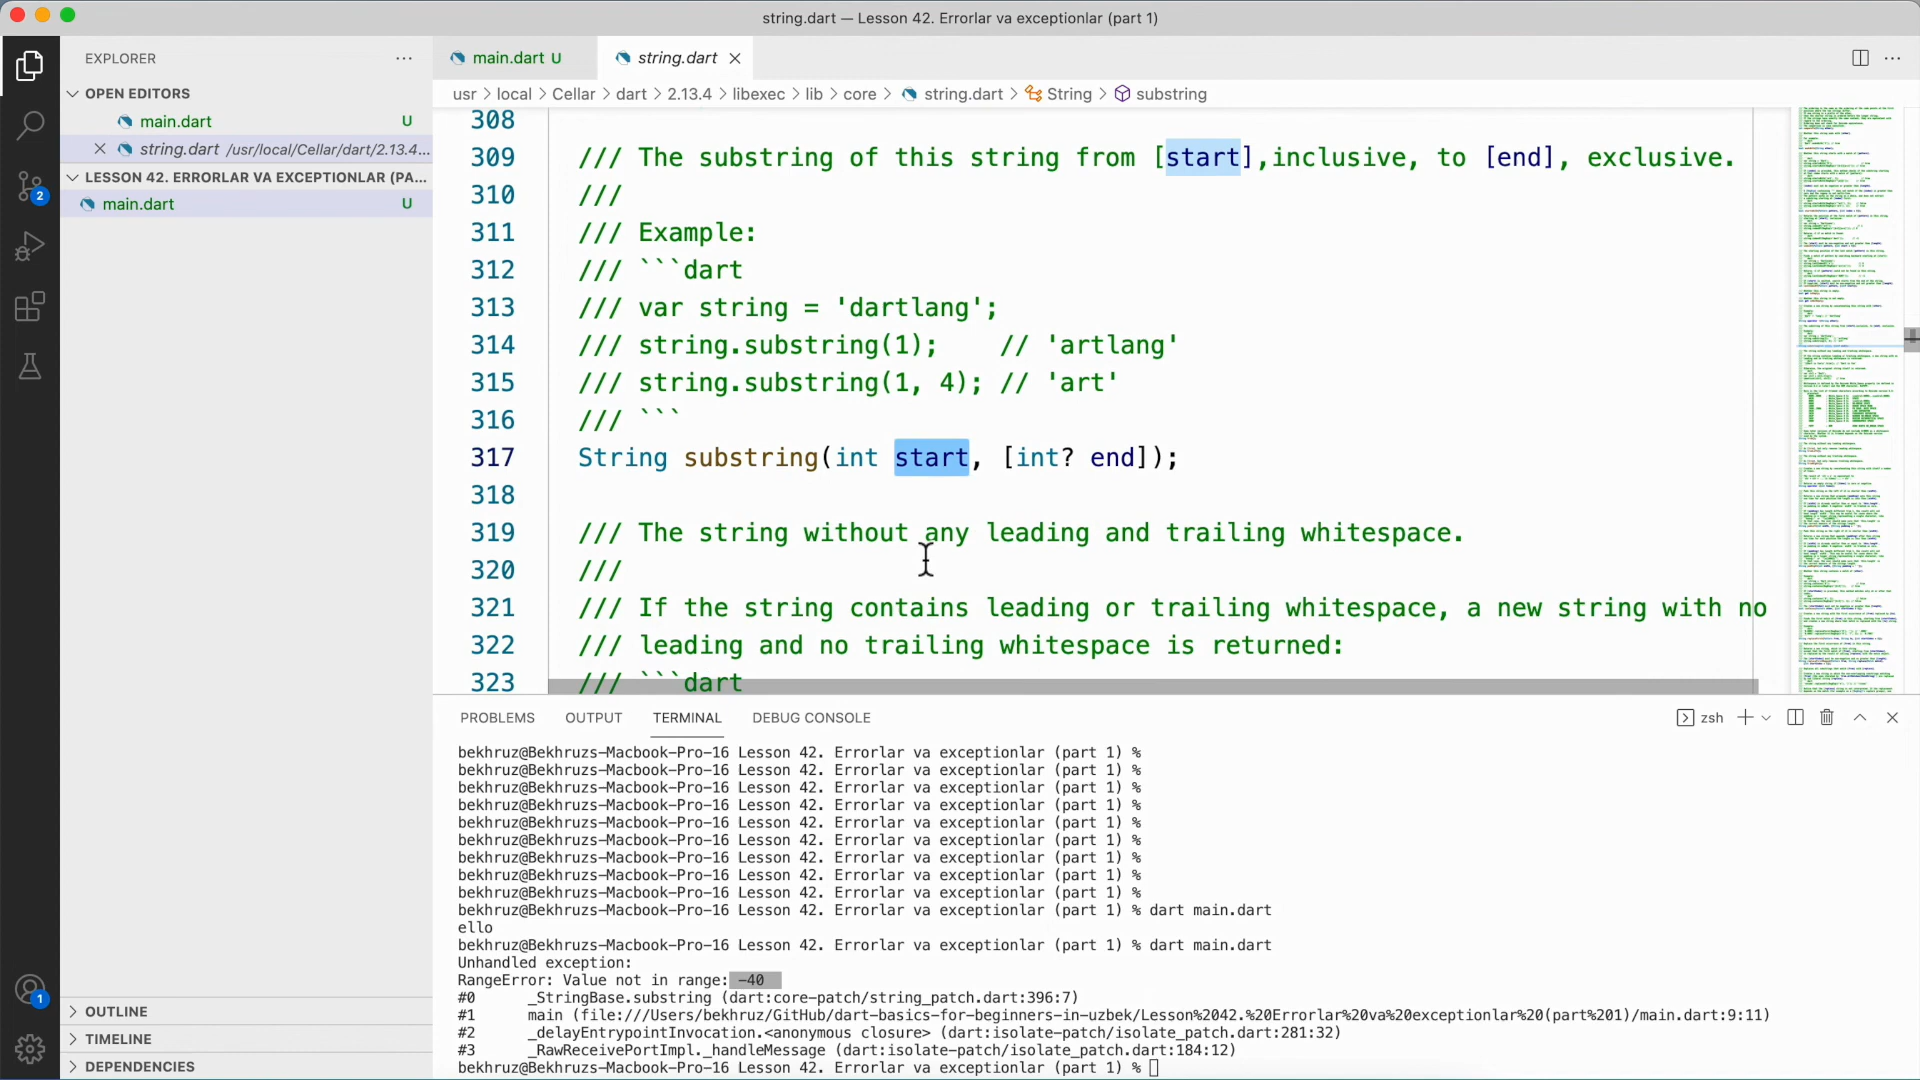 string.dart — Lesson 42. Errorlar va exceptionlar (part 1)
EXPLORER
OPEN EDITORS
main.dart U
string.dart /usr/local/Cellar/dart/2.13.4...
LESSON 42. ERRORLAR VA EXCEPTIONLAR (PA...
main.dart U
OUTLINE
TIMELINE
DEPENDENCIES
2
1
main.dart U
string.dart
usr > local > Cellar > dart > 2.13.4 > libexec > lib > core > string.dart > String > substring
308
309 /// The substring of this string from [start],inclusive, to [end], exclusive.
310 ///
311 /// Example:
312 /// ```dart
313 /// var string = 'dartlang';
314 /// string.substring(1);    // 'artlang'
315 /// string.substring(1, 4); // 'art'
316 /// ```
317 String substring(int start, [int? end]);
318
319 /// The string without any leading and trailing whitespace.
320 ///
321 /// If the string contains leading or trailing whitespace, a new string with no
322 /// leading and no trailing whitespace is returned:
323 /// ```dart
PROBLEMS OUTPUT TERMINAL DEBUG CONSOLE
zsh
bekhruz@Bekhruzs-Macbook-Pro-16 Lesson 42. Errorlar va exceptionlar (part 1) %
bekhruz@Bekhruzs-Macbook-Pro-16 Lesson 42. Errorlar va exceptionlar (part 1) %
bekhruz@Bekhruzs-Macbook-Pro-16 Lesson 42. Errorlar va exceptionlar (part 1) %
bekhruz@Bekhruzs-Macbook-Pro-16 Lesson 42. Errorlar va exceptionlar (part 1) %
bekhruz@Bekhruzs-Macbook-Pro-16 Lesson 42. Errorlar va exceptionlar (part 1) %
bekhruz@Bekhruzs-Macbook-Pro-16 Lesson 42. Errorlar va exceptionlar (part 1) %
bekhruz@Bekhruzs-Macbook-Pro-16 Lesson 42. Errorlar va exceptionlar (part 1) %
bekhruz@Bekhruzs-Macbook-Pro-16 Lesson 42. Errorlar va exceptionlar (part 1) %
bekhruz@Bekhruzs-Macbook-Pro-16 Lesson 42. Errorlar va exceptionlar (part 1) %
bekhruz@Bekhruzs-Macbook-Pro-16 Lesson 42. Errorlar va exceptionlar (part 1) % dart main.dart
ello
bekhruz@Bekhruzs-Macbook-Pro-16 Lesson 42. Errorlar va exceptionlar (part 1) % dart main.dart
Unhandled exception:
RangeError: Value not in range: -40
#0      _StringBase.substring (dart:core-patch/string_patch.dart:396:7)
#1      main (file:///Users/bekhruz/GitHub/dart-basics-for-beginners-in-uzbek/Lesson%2042.%20Errorlar%20va%20exceptionlar%20(part%201)/main.dart:9:11)
#2      _delayEntrypointInvocation.<anonymous closure> (dart:isolate-patch/isolate_patch.dart:281:32)
#3      _RawReceivePortImpl._handleMessage (dart:isolate-patch/isolate_patch.dart:184:12)
bekhruz@Bekhruzs-Macbook-Pro-16 Lesson 42. Errorlar va exceptionlar (part 1) %